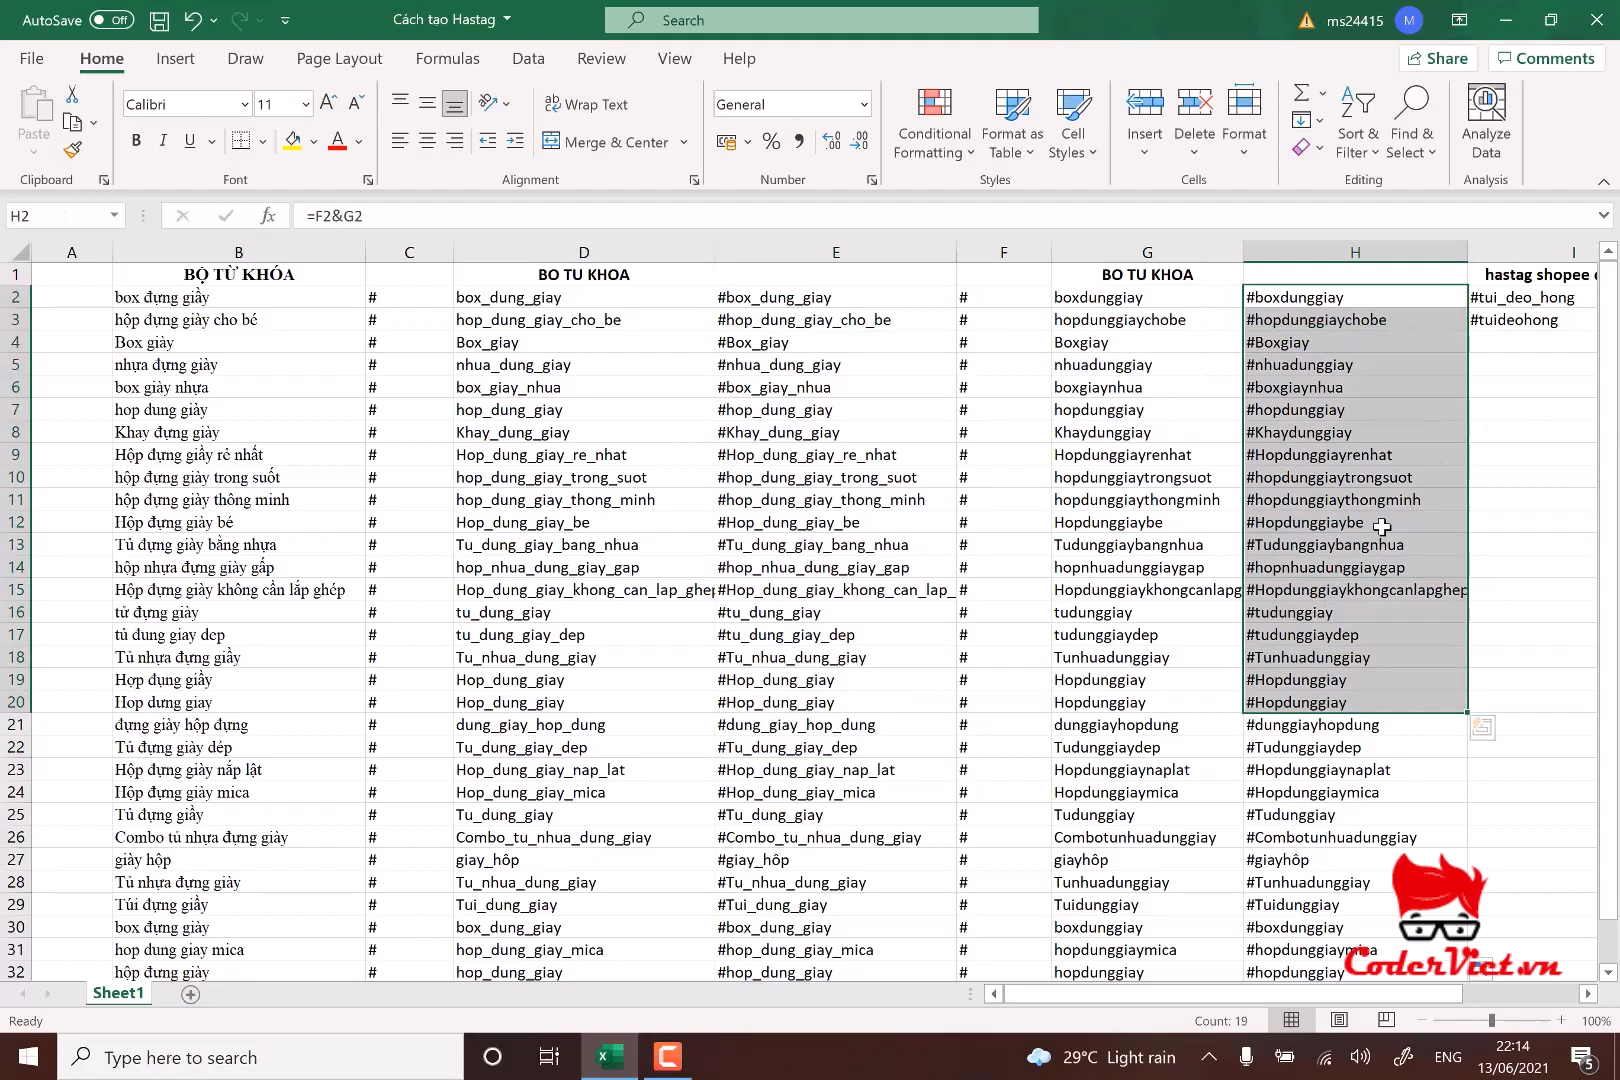 AutoSave Off Cách tạo Hastag Search ms24415 M
File Home Insert Draw Page Layout Formulas Data Review View Help Share Comments
Paste Calibri 11 Wrap Text General Conditional Formatting Format as Table Cell Styles Insert Delete Format Sort & Filter Find & Select Analyze Data
B I U Merge & Center
Clipboard Font Alignment Number Styles Cells Editing Analysis
H2 fx =F2&G2
A B C D E F G H I
1 BỘ TỪ KHÓA BO TU KHOA BO TU KHOA hastag shopee
2 box đựng giầy # box_dung_giay #box_dung_giay # boxdunggiay #boxdunggiay #tui_deo_hong
3 hộp đựng giày cho bé # hop_dung_giay_cho_be #hop_dung_giay_cho_be # hopdunggiaychobe #hopdunggiaychobe #tuideohong
4 Box giày # Box_giay #Box_giay # Boxgiay #Boxgiay
5 nhựa đựng giày # nhua_dung_giay #nhua_dung_giay # nhuadunggiay #nhuadunggiay
6 box giày nhựa # box_giay_nhua #box_giay_nhua # boxgiaynhua #boxgiaynhua
7 hop dung giày # hop_dung_giay #hop_dung_giay # hopdunggiay #hopdunggiay
8 Khay đựng giày # Khay_dung_giay #Khay_dung_giay # Khaydunggiay #Khaydunggiay
9 Hộp đựng giầy rẻ nhất # Hop_dung_giay_re_nhat #Hop_dung_giay_re_nhat # Hopdunggiayrenhat #Hopdunggiayrenhat
10 hộp đựng giày trong suốt # hop_dung_giay_trong_suot #hop_dung_giay_trong_suot # hopdunggiaytrongsuot #hopdunggiaytrongsuot
11 hộp đựng giày thông minh # hop_dung_giay_thong_minh #hop_dung_giay_thong_minh # hopdunggiaythongminh #hopdunggiaythongminh
12 Hộp đựng giày bé # Hop_dung_giay_be #Hop_dung_giay_be # Hopdunggiaybe #Hopdunggiaybe
13 Tủ đựng giày bằng nhựa # Tu_dung_giay_bang_nhua #Tu_dung_giay_bang_nhua # Tudunggiaybangnhua #Tudunggiaybangnhua
14 hộp nhựa đựng giày gấp # hop_nhua_dung_giay_gap #hop_nhua_dung_giay_gap # hopnhuadunggiaygap #hopnhuadunggiaygap
15 Hộp đựng giày không cần lắp ghép # Hop_dung_giay_khong_can_lap_ghep #Hop_dung_giay_khong_can_lap_ # Hopdunggiaykhongcanlapg #Hopdunggiaykhongcanlapghep
16 tử đựng giày # tu_dung_giay #tu_dung_giay # tudunggiay #tudunggiay
17 tủ đung giay dep # tu_dung_giay_dep #tu_dung_giay_dep # tudunggiaydep #tudunggiaydep
18 Tủ nhựa đựng giầy # Tu_nhua_dung_giay #Tu_nhua_dung_giay # Tunhuadunggiay #Tunhuadunggiay
19 Hợp đụng giầy # Hop_dung_giay #Hop_dung_giay # Hopdunggiay #Hopdunggiay
20 Hop dưng giay # Hop_dung_giay #Hop_dung_giay # Hopdunggiay #Hopdunggiay
21 đựng giày hộp đựng # dung_giay_hop_dung #dung_giay_hop_dung # dunggiayhopdung #dunggiayhopdung
22 Tủ đựng giày dép # Tu_dung_giay_dep #Tu_dung_giay_dep # Tudunggiaydep #Tudunggiaydep
23 Hộp đựng giày nắp lật # Hop_dung_giay_nap_lat #Hop_dung_giay_nap_lat # Hopdunggiaynaplat #Hopdunggiaynaplat
24 Hộp đựng giày mica # Hop_dung_giay_mica #Hop_dung_giay_mica # Hopdunggiaymica #Hopdunggiaymica
25 Tủ đựng giầy # Tu_dung_giay #Tu_dung_giay # Tudunggiay #Tudunggiay
26 Combo tủ nhựa đựng giày # Combo_tu_nhua_dung_giay #Combo_tu_nhua_dung_giay # Combotunhuadunggiay #Combotunhuadunggiay
27 giày hộp # giay_hôp #giay_hôp # giayhôp #giayhôp
28 Tủ nhựa đựng giày # Tu_nhua_dung_giay #Tu_nhua_dung_giay # Tunhuadunggiay #Tunhuadunggiay
29 Túi đựng giầy # Tui_dung_giay #Tui_dung_giay # Tuidunggiay #Tuidunggiay
30 box đựng giày # box_dung_giay #box_dung_giay # boxdunggiay #boxdunggiay
31 hop dung giay mica # hop_dung_giay_mica #hop_dung_giay_mica # hopdunggiaymica #hopdunggiaymica
32 hộp đưng giày # hop_dung_giay #hop_dung_giay # hopdunggiay #hopdunggiay
CoderViet.vn
Sheet1
Ready Count: 19 100%
Type here to search 29°C Light rain ENG 22:14 5
13/06/2021